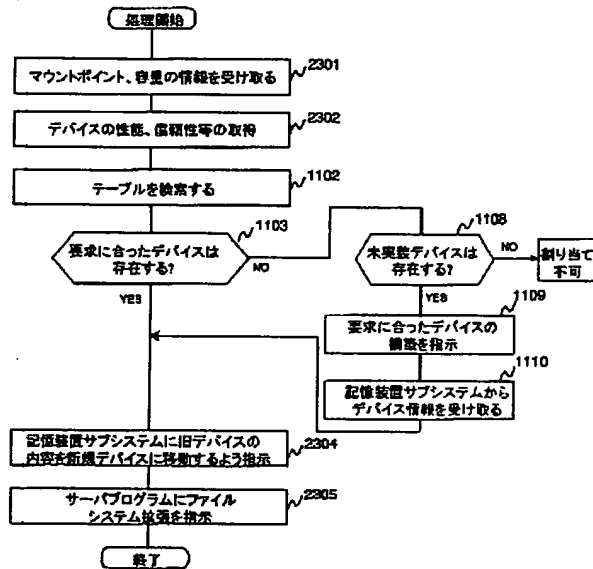 処理開始
マウントポイント、容量の情報を受け取る
2301
デバイスの性能、信頼性等の取得
2302
テーブルを検索する
1102
要求に合ったデバイスは
存在する?
1103
NO
YES
未実装デバイスは
存在する?
1108
NO
割り当て
不可
YES
要求に合ったデバイスの
構築を指示
1109
記憶装置サブシステムから
デバイス情報を受け取る
1110
記憶装置サブシステムに旧デバイスの
内容を新規デバイスに移動するよう指示
2304
サーバプログラムにファイル
システム拡張を指示
2305
終了